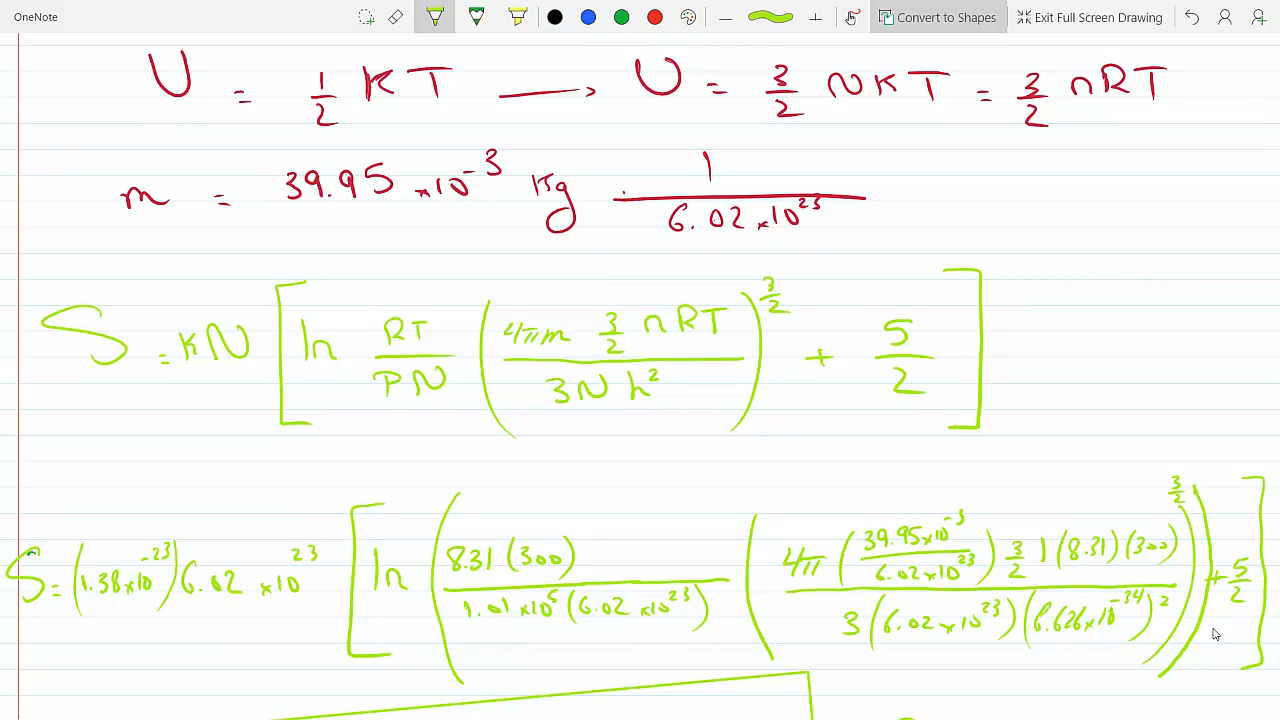 OneNote
Convert to Shapes
Exit Full Screen Drawing
U = 1/2 KT → U = 3/2 NKT = 3/2 nRT
m = 39.95 ×10^-3 Kg · 1/(6.02×10^23)
S = KN [ ln RT/PN ( (4πm 3/2 nRT)/(3Nh^2) )^(3/2) + 5/2 ]
S = (1.38×10^-23) 6.02 ×10^23 [ ln ( 8.31(300)/(1.01×10^5(6.02×10^23)) ( (4π (39.95×10^-3/6.02×10^23) 3/2 1(8.31)(300))/(3(6.02×10^23)(6.626×10^-34)^2) )^(3/2) ) + 5/2 ]